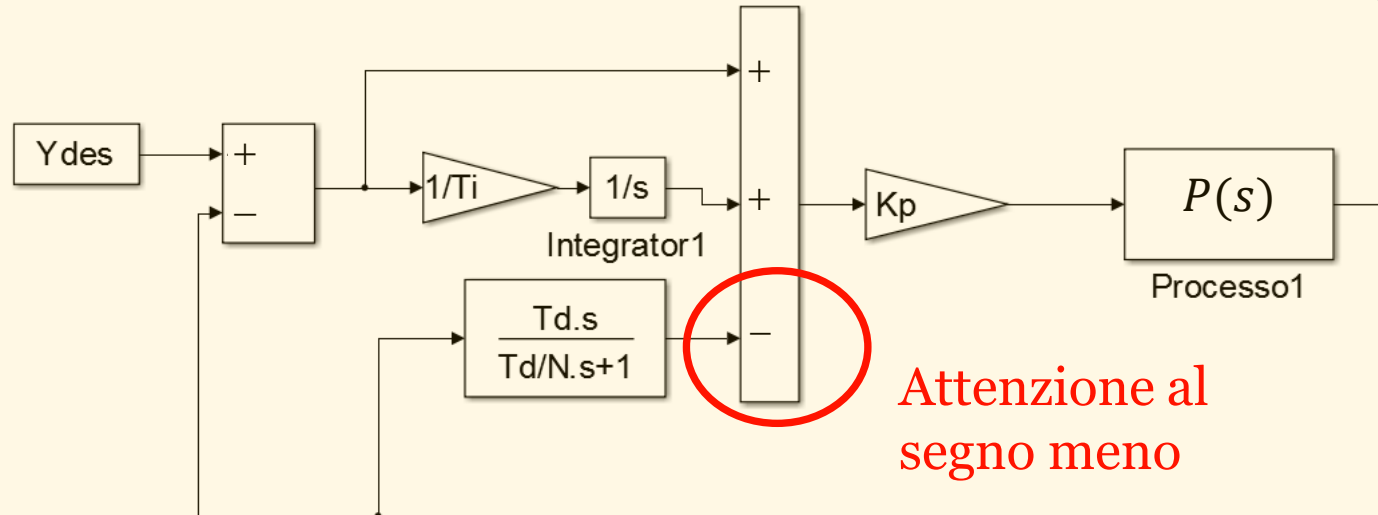 +
Ydes
+
1/Ti
1/s
+
Kp
P(s)
−
Integrator1
Processo1
Td.s
Td/N.s+1
−
Attenzione al
segno meno